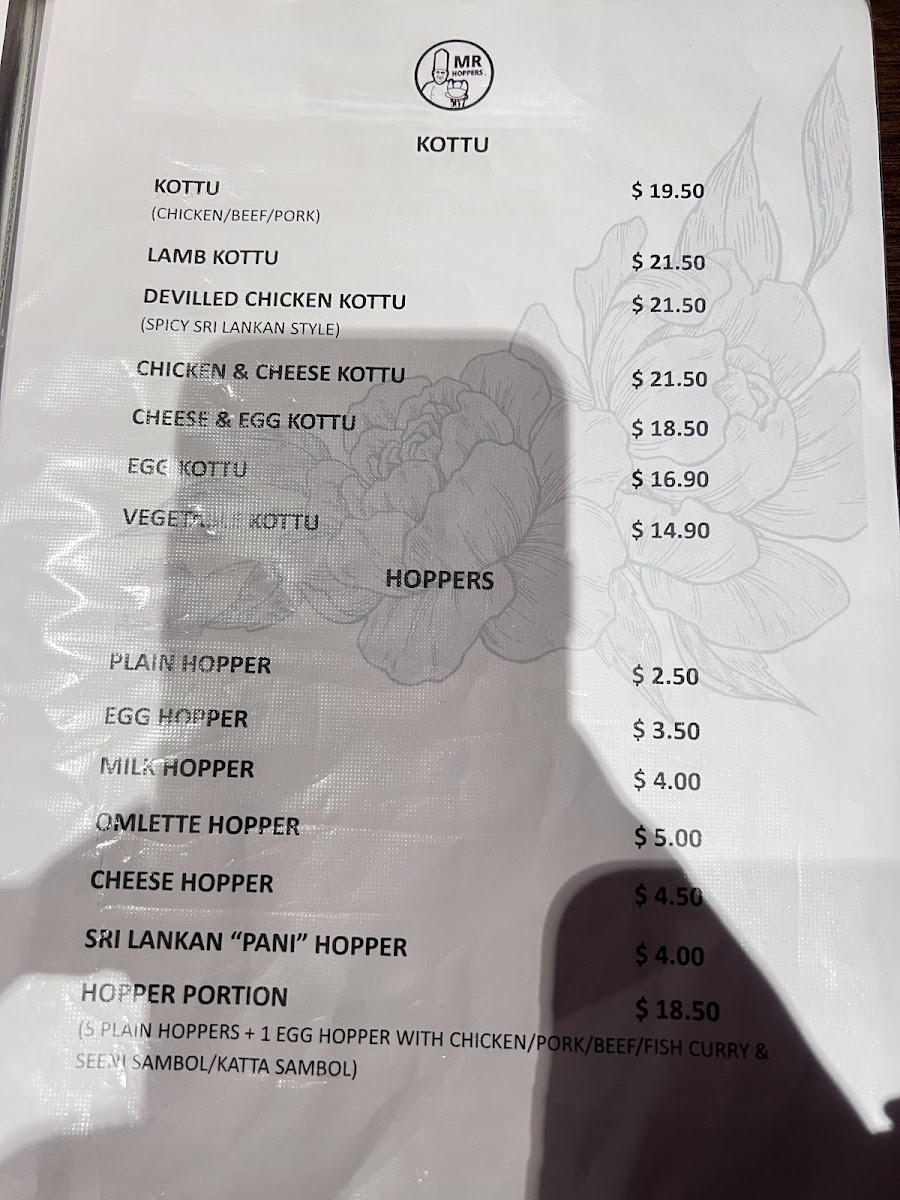 MR
HOPPERS
KOTTU
KOTTU $ 19.50
(CHICKEN/BEEF/PORK)
LAMB KOTTU $ 21.50
DEVILLED CHICKEN KOTTU $ 21.50
(SPICY SRI LANKAN STYLE)
CHICKEN & CHEESE KOTTU $ 21.50
CHEESE & EGG KOTTU $ 18.50
EGG KOTTU $ 16.90
VEGETABLE KOTTU $ 14.90
HOPPERS
PLAIN HOPPER $ 2.50
EGG HOPPER $ 3.50
MILK HOPPER $ 4.00
OMLETTE HOPPER $ 5.00
CHEESE HOPPER $ 4.50
SRI LANKAN “PANI” HOPPER $ 4.00
HOPPER PORTION $ 18.50
(5 PLAIN HOPPERS + 1 EGG HOPPER WITH CHICKEN/PORK/BEEF/FISH CURRY &
SEENI SAMBOL/KATTA SAMBOL)